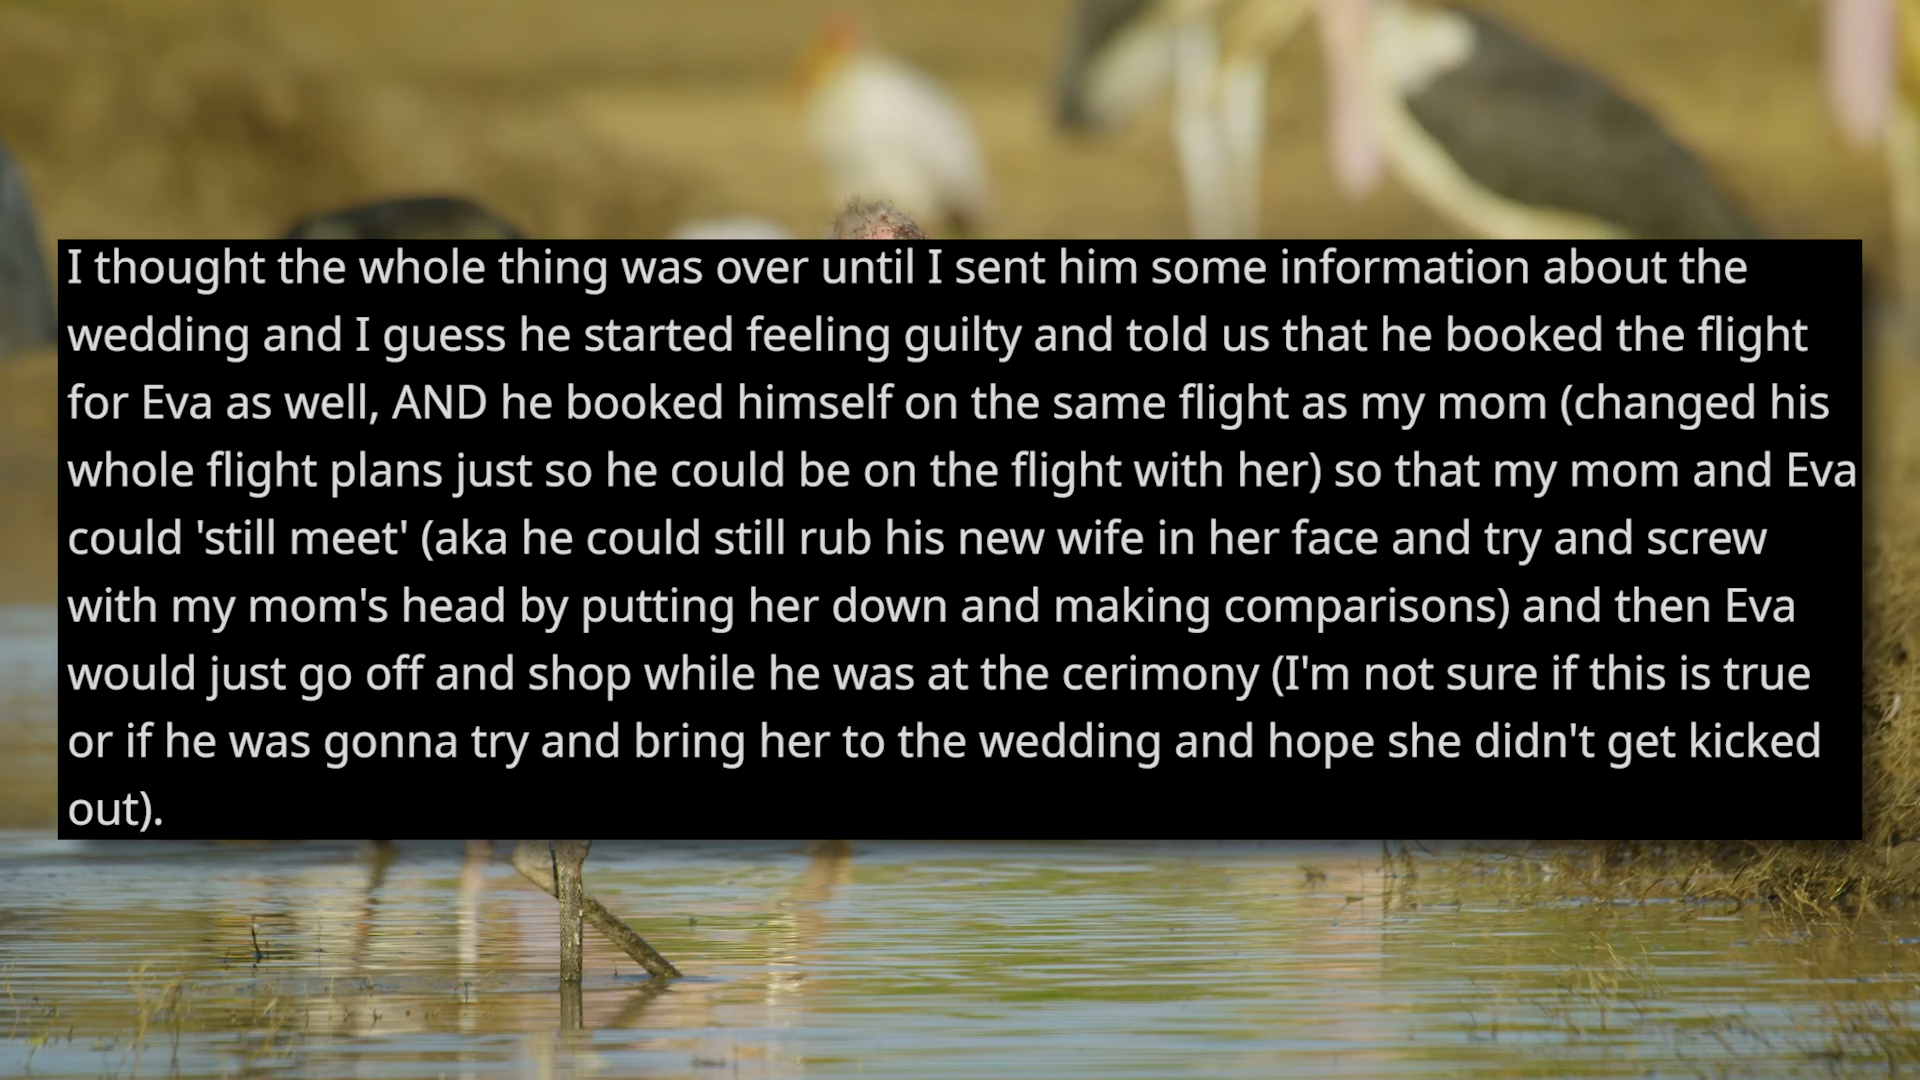 I thought the whole thing was over until I sent him some information about the
wedding and I guess he started feeling guilty and told us that he booked the flight
for Eva as well, AND he booked himself on the same flight as my mom (changed his
whole flight plans just so he could be on the flight with her) so that my mom and Eva
could 'still meet' (aka he could still rub his new wife in her face and try and screw
with my mom's head by putting her down and making comparisons) and then Eva
would just go off and shop while he was at the cerimony (I'm not sure if this is true
or if he was gonna try and bring her to the wedding and hope she didn't get kicked
out).